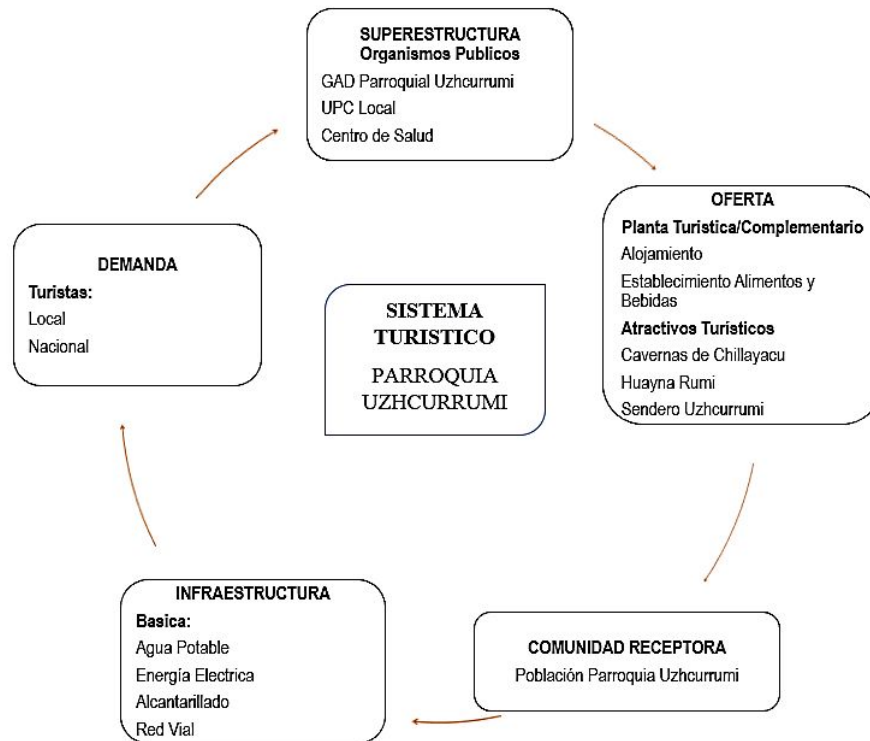 SUPERESTRUCTURA
Organismos Publicos
GAD Parroquial Uzhcurrumi
UPC Local
Centro de Salud
OFERTA
Planta Turística/Complementario
Alojamiento
Establecimiento Alimentos y
Bebidas
Atractivos Turísticos
Cavernas de Chillayacu
Huayna Rumi
Sendero Uzhcurrumi
DEMANDA
Turistas:
Local
Nacional
SISTEMA
TURISTICO
PARROQUIA
UZHCURRUMI
INFRAESTRUCTURA
Basica:
Agua Potable
Energía Electrica
Alcantarillado
Red Vial
COMUNIDAD RECEPTORA
Población Parroquia Uzhcurrumi